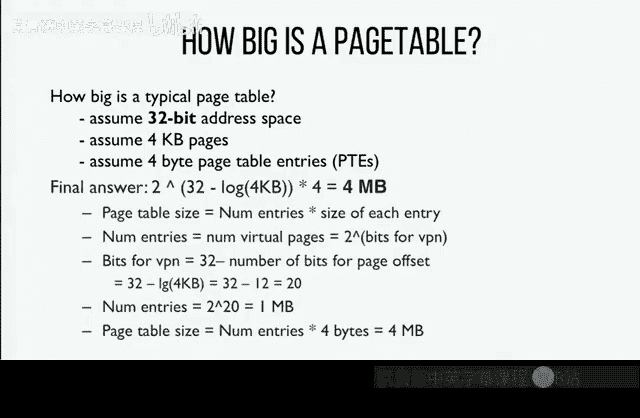 HOW BIG IS A PAGETABLE?
How big is a typical page table?
- assume 32-bit address space
- assume 4 KB pages
- assume 4 byte page table entries (PTEs)
Final answer: 2 ^ (32 - log(4KB)) * 4 = 4 MB
– Page table size = Num entries * size of each entry
– Num entries = num virtual pages = 2^(bits for vpn)
– Bits for vpn = 32– number of bits for page offset
= 32 – lg(4KB) = 32 – 12 = 20
– Num entries = 2^20 = 1 MB
– Page table size = Num entries * 4 bytes = 4 MB